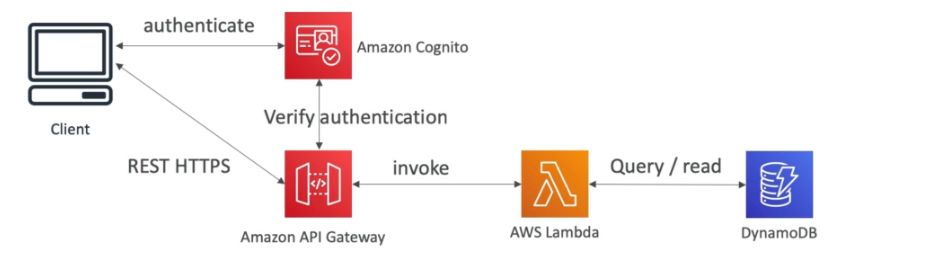 authenticate
Amazon Cognito
Client
Verify authentication
REST HTTPS
invoke
Query / read
Amazon API Gateway
AWS Lambda
DynamoDB